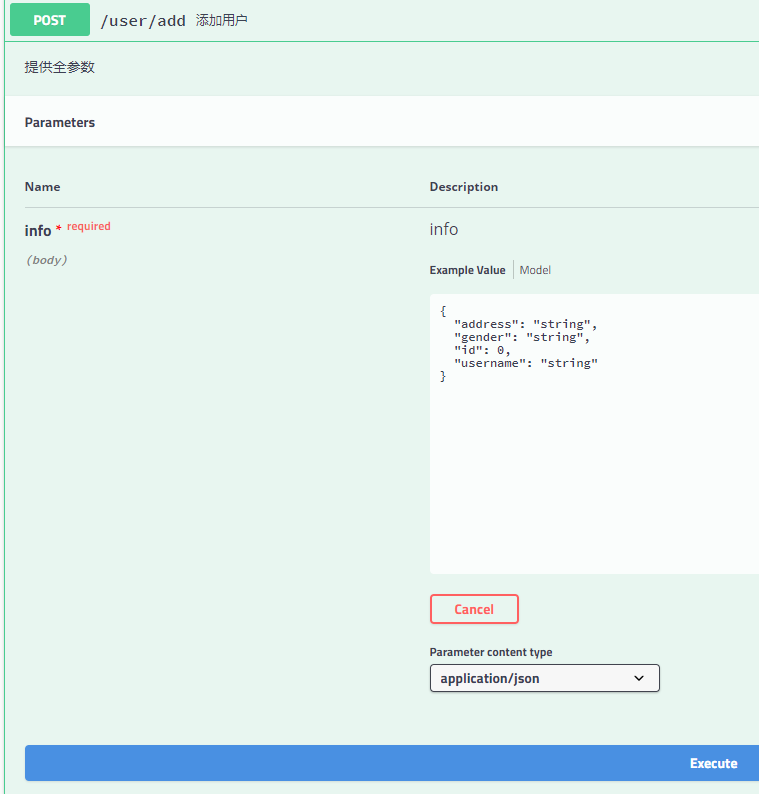 POST /user/add 添加用户
提供全参数
Parameters
Name Description
info * required info
(body)
Example Value Model
{
"address": "string",
"gender": "string",
"id": 0,
"username": "string"
}
Cancel
Parameter content type
application/json
Execute